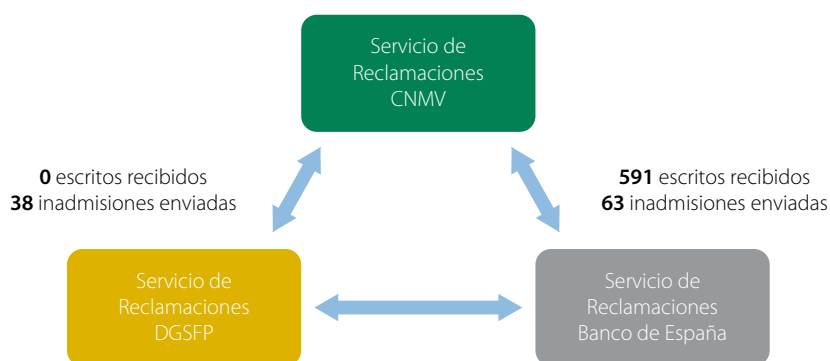 Servicio de
Reclamaciones
CNMV
0 escritos recibidos
38 inadmisiones enviadas
591 escritos recibidos
63 inadmisiones enviadas
Servicio de
Reclamaciones
DGSFP
Servicio de
Reclamaciones
Banco de España